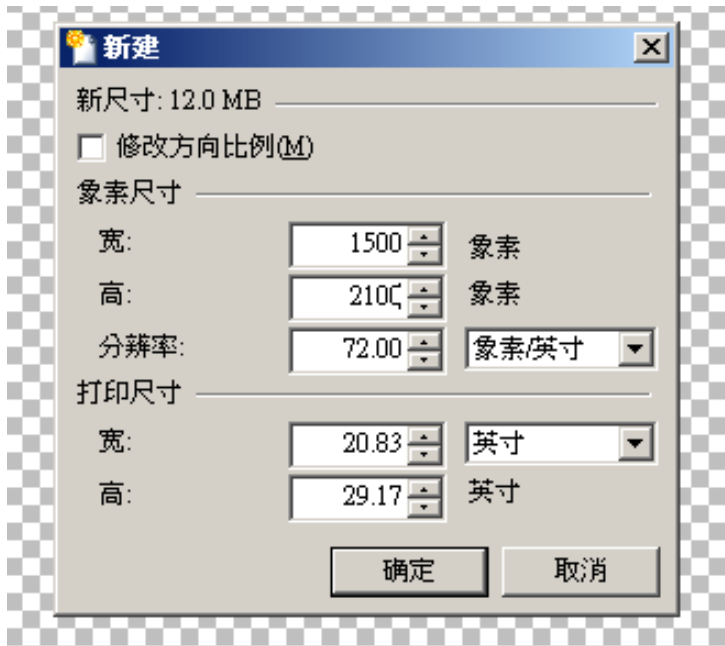 新建
新尺寸: 12.0 MB
修改方向比例(M)
象素尺寸
宽: 1500 象素
高: 2100 象素
分辨率: 72.00 象素/英寸
打印尺寸
宽: 20.83 英寸
高: 29.17 英寸
确定 取消